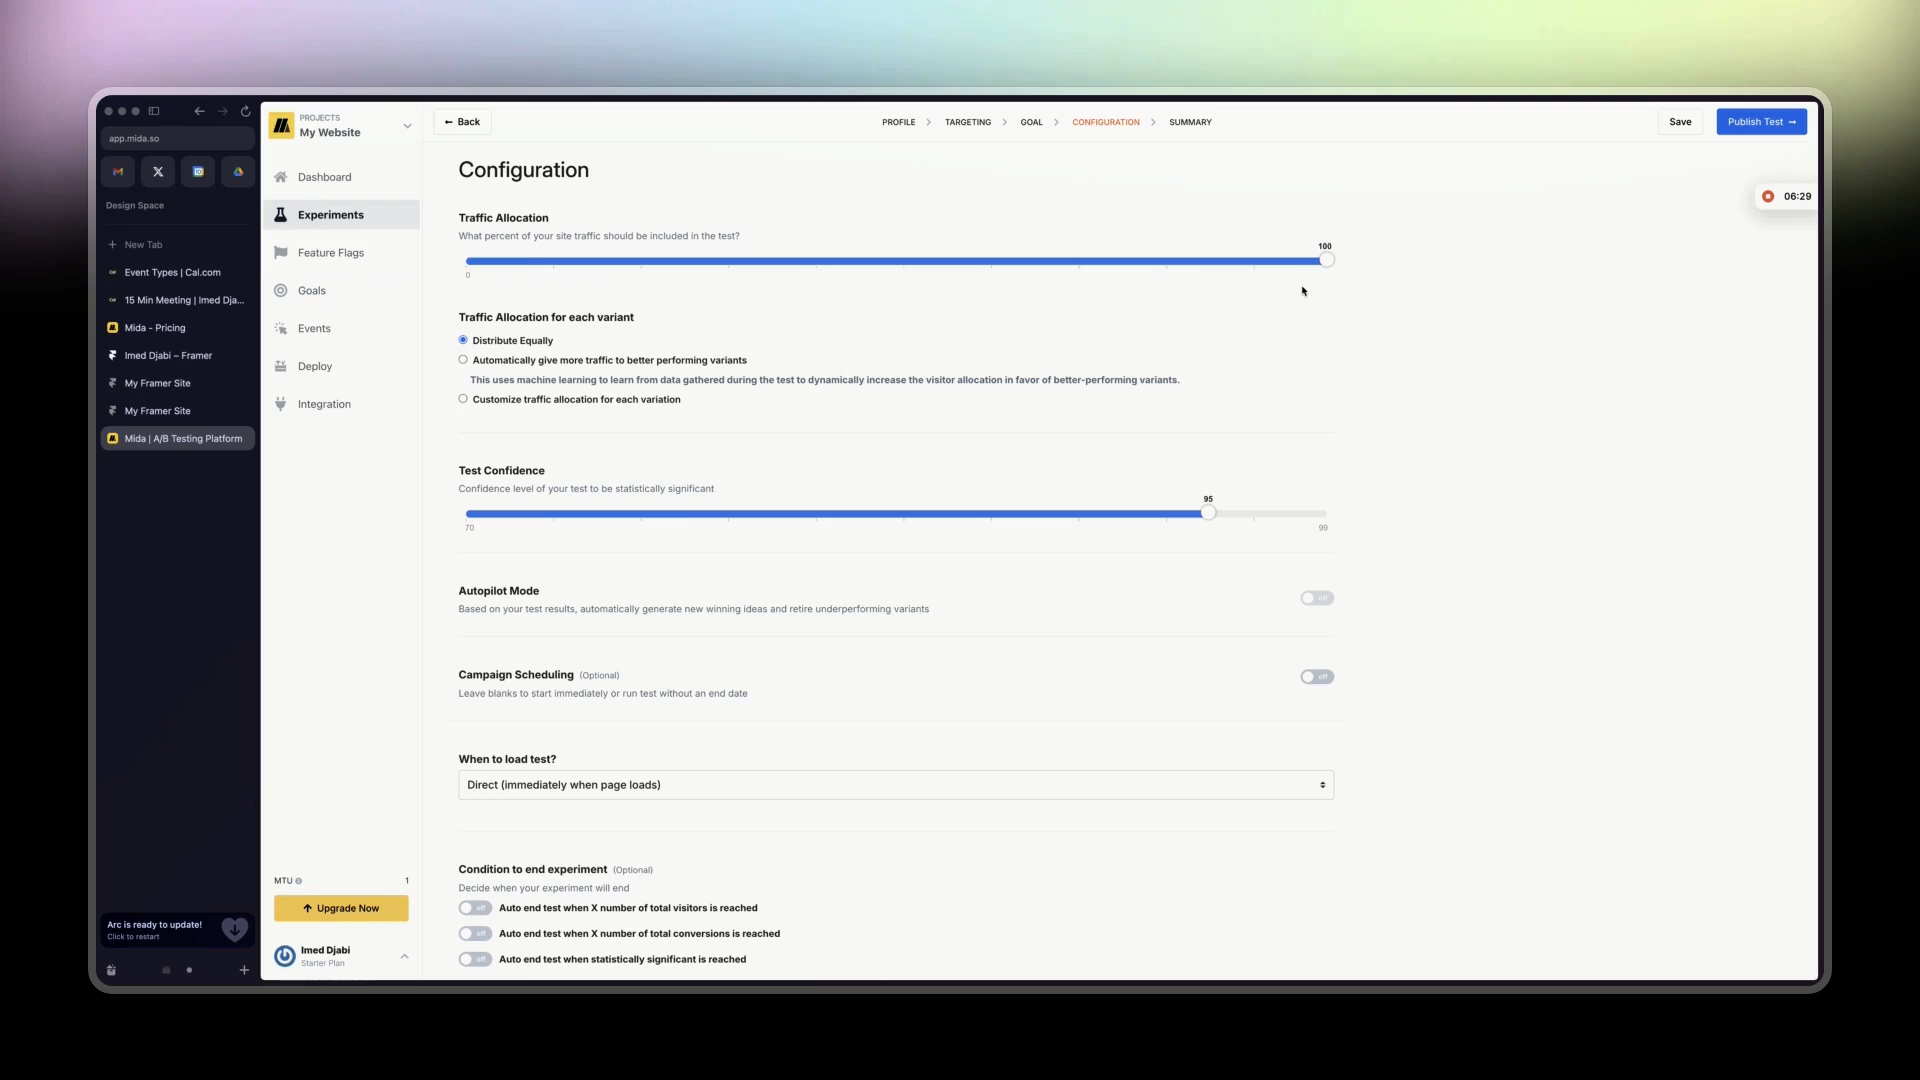 app.mida.so
Design Space
New Tab
Event Types | Cal.com
15 Min Meeting | Imed Dja...
Mida - Pricing
Imed Djabi – Framer
My Framer Site
My Framer Site
Mida | A/B Testing Platform
Arc is ready to update!
Click to restart
PROJECTS
My Website
Dashboard
Experiments
Feature Flags
Goals
Events
Deploy
Integration
MTU
1
Upgrade Now
Imed Djabi
Starter Plan
← Back
PROFILE
TARGETING
GOAL
CONFIGURATION
SUMMARY
Save
Publish Test →
06:29
Configuration
Traffic Allocation
What percent of your site traffic should be included in the test?
100
0
Traffic Allocation for each variant
Distribute Equally
Automatically give more traffic to better performing variants
This uses machine learning to learn from data gathered during the test to dynamically increase the visitor allocation in favor of better-performing variants.
Customize traffic allocation for each variation
Test Confidence
Confidence level of your test to be statistically significant
95
70
99
Autopilot Mode
Based on your test results, automatically generate new winning ideas and retire underperforming variants
off
Campaign Scheduling (Optional)
Leave blanks to start immediately or run test without an end date
off
When to load test?
Direct (immediately when page loads)
Condition to end experiment (Optional)
Decide when your experiment will end
off Auto end test when X number of total visitors is reached
off Auto end test when X number of total conversions is reached
off Auto end test when statistically significant is reached